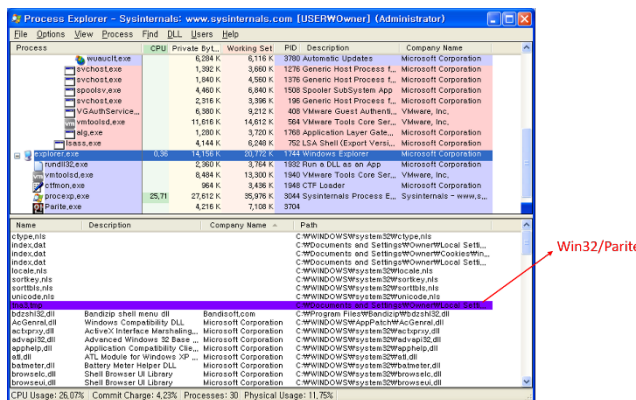 Process Explorer - Sysinternals: www.sysinternals.com [USER₩Owner] (Administrator)
File Options View Process Find DLL Users Help
Process CPU Private Byt... Working Set PID Description Company Name
wuauclt.exe 6,284 K 6,116 K 3780 Automatic Updates Microsoft Corporation
svchost.exe 1,392 K 3,660 K 1276 Generic Host Process f... Microsoft Corporation
svchost.exe 1,840 K 4,560 K 1376 Generic Host Process f... Microsoft Corporation
spoolsv.exe 4,460 K 6,840 K 1508 Spooler SubSystem App Microsoft Corporation
svchost.exe 2,316 K 3,396 K 196 Generic Host Process f... Microsoft Corporation
VGAuthService... 6,380 K 9,212 K 408 VMware Guest Authenti... VMware, Inc.
vmtoolsd.exe 11,616 K 14,612 K 564 VMware Tools Core Ser... VMware, Inc.
alg.exe 1,280 K 3,720 K 1768 Application Layer Gate... Microsoft Corporation
lsass.exe 4,144 K 6,248 K 752 LSA Shell (Export Versi... Microsoft Corporation
explorer.exe 0,36 14,156 K 20,772 K 1744 Windows Explorer Microsoft Corporation
rundll32.exe 2,360 K 3,764 K 1932 Run a DLL as an App Microsoft Corporation
vmtoolsd.exe 8,484 K 13,300 K 1940 VMware Tools Core Ser... VMware, Inc.
ctfmon.exe 964 K 3,436 K 1948 CTF Loader Microsoft Corporation
procexp.exe 25,71 27,612 K 35,976 K 3044 Sysinternals Process E... Sysinternals - www,s...
Parite.exe 4,216 K 7,108 K 3704
Name Description Company Name Path
ctype,nls C:₩WINDOWS₩system32₩ctype,nls
index,dat C:₩Documents and Settings₩Owner₩Local Setti...
index,dat C:₩Documents and Settings₩Owner₩Cookies₩in...
index,dat C:₩Documents and Settings₩Owner₩Local Setti...
locale,nls C:₩WINDOWS₩system32₩locale,nls
sortkey,nls C:₩WINDOWS₩system32₩sortkey,nls
sorttbls,nls C:₩WINDOWS₩system32₩sorttbls,nls
unicode,nls C:₩WINDOWS₩system32₩unicode,nls
C:₩Documents and Settings₩Owner₩Local Setti...
Win32/Parite
bdzshl32,dll Bandizip shell menu dll Bandisoft,com C:₩Program Files₩Bandizip₩bdzshl32,dll
AcGenral,dll Windows Compatibility DLL Microsoft Corporation C:₩WINDOWS₩AppPatch₩AcGenral,dll
actxprxy,dll ActiveX Interface Marshaling... Microsoft Corporation C:₩WINDOWS₩system32₩actxprxy,dll
advapi32,dll Advanced Windows 32 Base ... Microsoft Corporation C:₩WINDOWS₩system32₩advapi32,dll
apphelp,dll Application Compatibility Clie... Microsoft Corporation C:₩WINDOWS₩system32₩apphelp,dll
atl,dll ATL Module for Windows XP ... Microsoft Corporation C:₩WINDOWS₩system32₩atl,dll
batmeter,dll Battery Meter Helper DLL Microsoft Corporation C:₩WINDOWS₩system32₩batmeter,dll
browselc,dll Shell Browser UI Library Microsoft Corporation C:₩WINDOWS₩system32₩browselc,dll
browseui,dll Shell Browser UI Library Microsoft Corporation C:₩WINDOWS₩system32₩browseui,dll
CPU Usage: 26,07% Commit Charge: 4,23% Processes: 30 Physical Usage: 11,75%